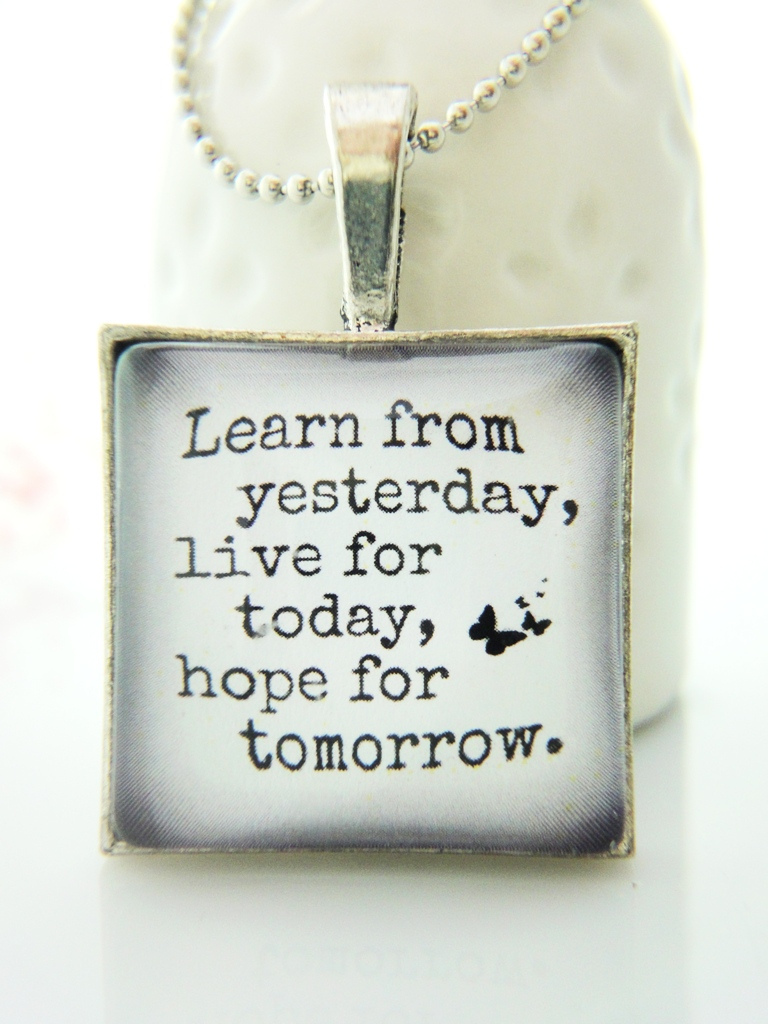 Learn from
yesterday,
live for
today,
hope for
tomorrow.